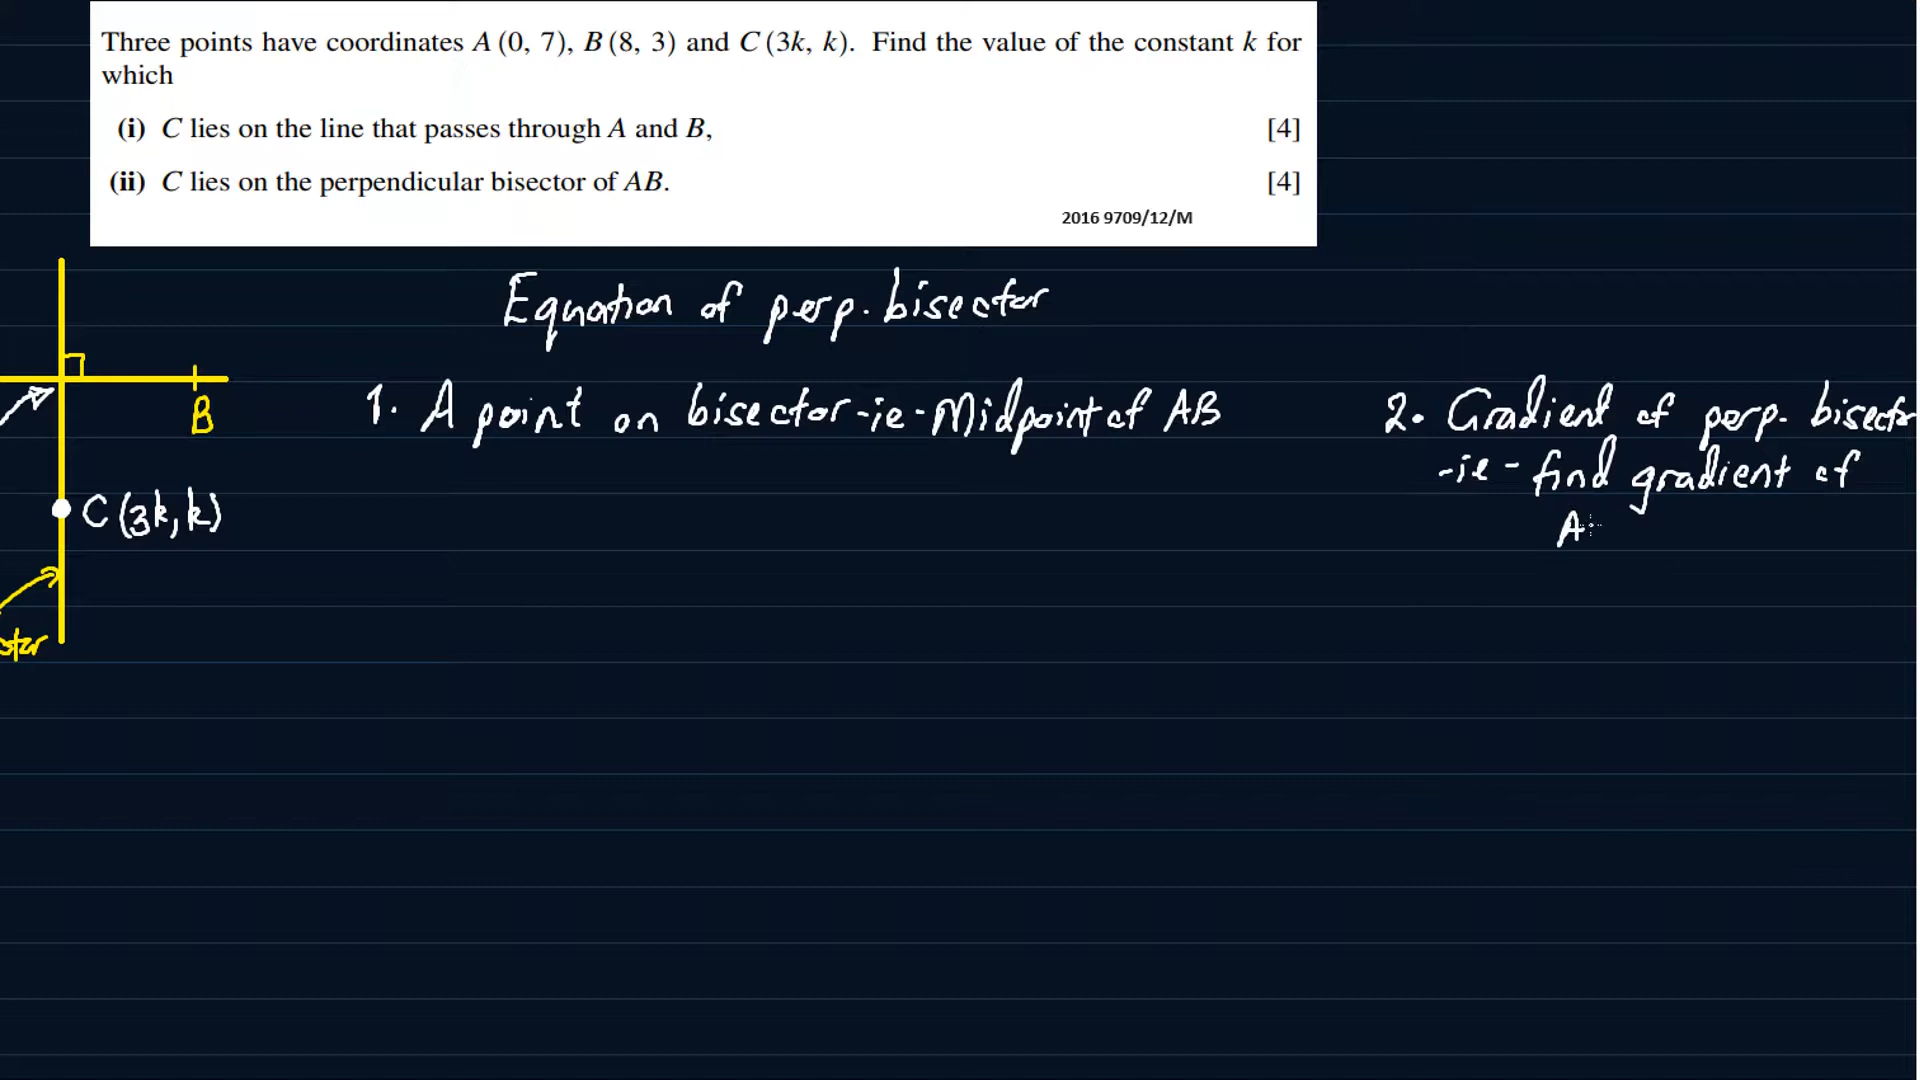 Three points have coordinates A (0, 7), B (8, 3) and C (3k, k). Find the value of the constant k for
which
(i) C lies on the line that passes through A and B, [4]
(ii) C lies on the perpendicular bisector of AB. [4]
2016 9709/12/M
Equation of perp. bisector
B
C (3k, k)
1. A point on bisector -ie- Midpoint of AB
2. Gradient of perp. bisector
-ie- find gradient of
A